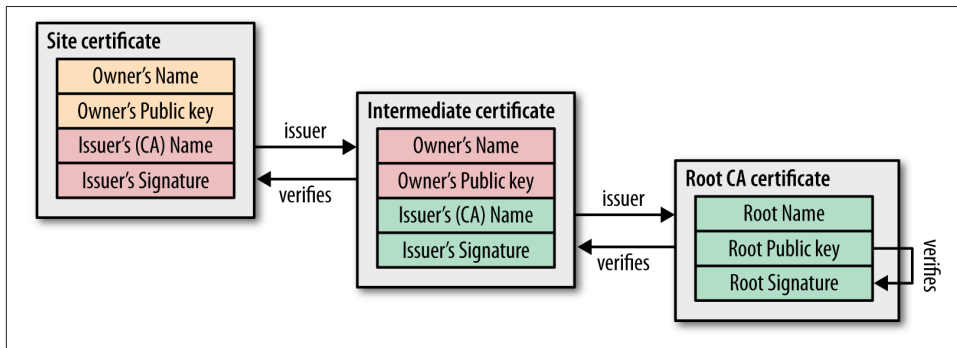 Site certificate
Owner’s Name
Owner’s Public key
Issuer’s (CA) Name
Issuer’s Signature
issuer
verifies
Intermediate certificate
Owner’s Name
Owner’s Public key
Issuer’s (CA) Name
Issuer’s Signature
issuer
verifies
Root CA certificate
Root Name
Root Public key
Root Signature
verifies